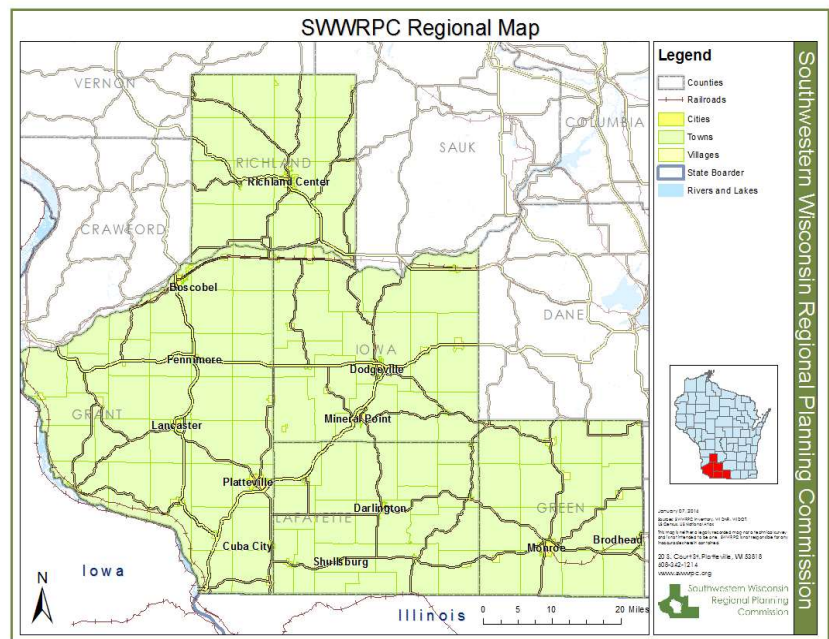 SWWRPC Regional Map
VERNON
RICHLAND
Richland Center
SAUK
COLUMBIA
CRAWFORD
Boscobel
DANE
IOWA
Fennimore
Dodgeville
GRANT
Lancaster
Mineral Point
Platteville
LAFAYETTE
Darlington
GREEN
Cuba City
Shullsburg
Monroe
Brodhead
Iowa
Illinois
N
0 5 10 20 Miles
Legend
Counties
Railroads
Cities
Towns
Villages
State Boarder
Rivers and Lakes
January 07, 2016
20 S. Court St, Platteville, WI 53818
608-342-1214
www.swwrpc.org
Southwestern Wisconsin
Regional Planning
Commission
Southwestern Wisconsin Regional Planning Commission